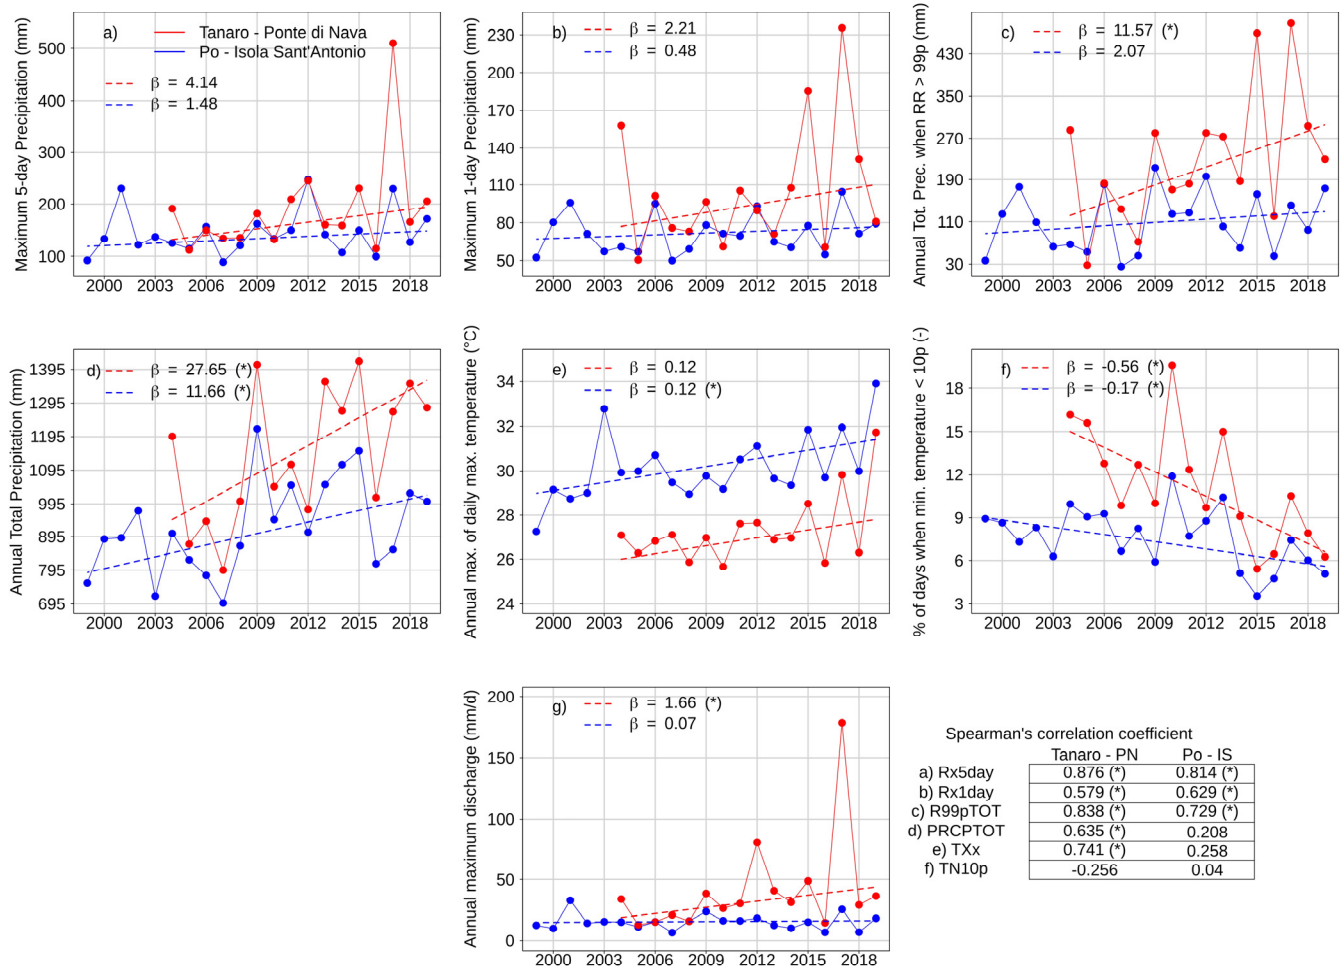 a)
Tanaro - Ponte di Nava
Po - Isola Sant'Antonio
β = 4.14
β = 1.48
Maximum 5-day Precipitation (mm)
500
400
300
200
100
2000 2003 2006 2009 2012 2015 2018
b)
β = 2.21
β = 0.48
Maximum 1-day Precipitation (mm)
230
200
170
140
110
80
50
2000 2003 2006 2009 2012 2015 2018
c)
β = 11.57 (*)
β = 2.07
Annual Tot. Prec. when RR > 99p (mm)
430
350
270
190
110
30
2000 2003 2006 2009 2012 2015 2018
d)
β = 27.65 (*)
β = 11.66 (*)
Annual Total Precipitation (mm)
1395
1295
1195
1095
995
895
795
695
2000 2003 2006 2009 2012 2015 2018
e)
β = 0.12
β = 0.12 (*)
Annual max. of daily max. temperature (°C)
34
32
30
28
26
24
2000 2003 2006 2009 2012 2015 2018
f)
β = -0.56 (*)
β = -0.17 (*)
% of days when min. temperature < 10p (-)
18
15
12
9
6
3
2000 2003 2006 2009 2012 2015 2018
g)
β = 1.66 (*)
β = 0.07
Annual maximum discharge (mm/d)
200
150
100
50
0
2000 2003 2006 2009 2012 2015 2018
Spearman's correlation coefficient
Tanaro - PN Po - IS
a) Rx5day 0.876 (*) 0.814 (*)
b) Rx1day 0.579 (*) 0.629 (*)
c) R99pTOT 0.838 (*) 0.729 (*)
d) PRCPTOT 0.635 (*) 0.208
e) TXx 0.741 (*) 0.258
f) TN10p -0.256 0.04